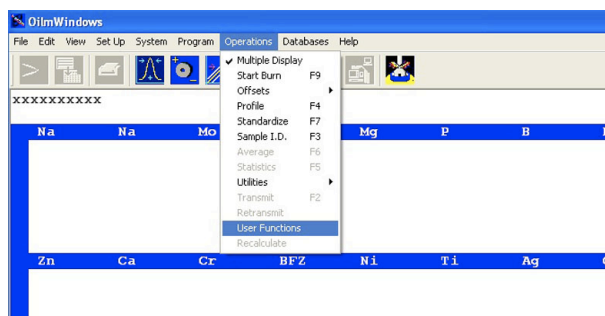 OilmWindows
File Edit View Set Up System Program Operations Databases Help
Multiple Display
Start Burn F9
Offsets
Profile F4
Standardize F7
Sample I.D. F3
Average F6
Statistics F5
Utilities
Transmit F2
Retransmit
User Functions
Recalculate
xxxxxxxxxx
Na Na Mo Mg P B
Zn Ca Cr BFZ Ni Ti Ag